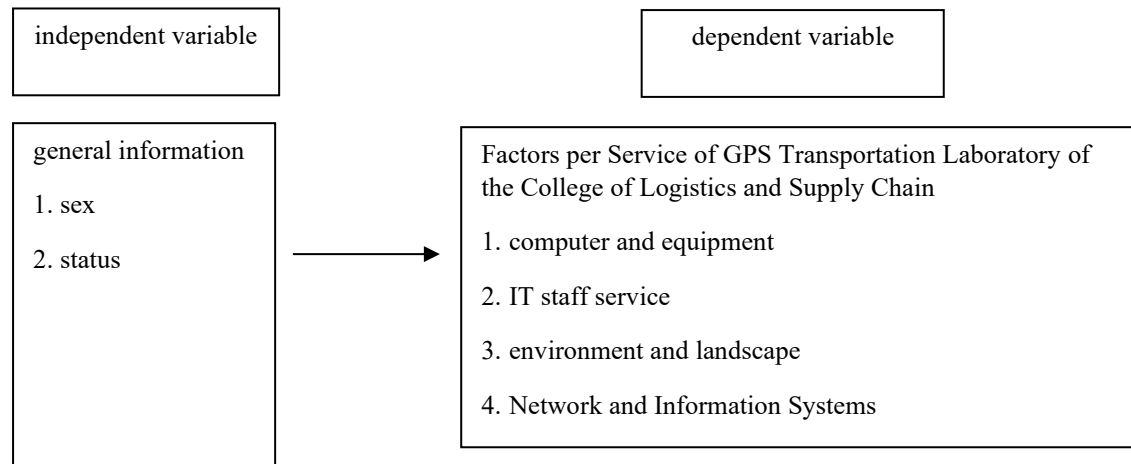 independent variable
dependent variable
general information
1. sex
2. status
Factors per Service of GPS Transportation Laboratory of
the College of Logistics and Supply Chain
1. computer and equipment
2. IT staff service
3. environment and landscape
4. Network and Information Systems